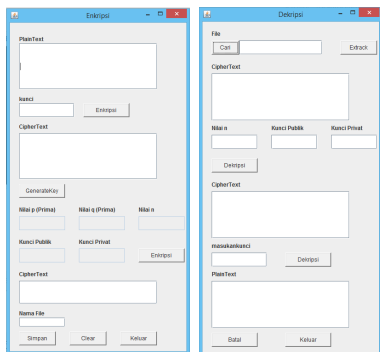 Enkripsi
PlainText
kunci
Enkripsi
CipherText
GenerateKey
Nilai p (Prima) Nilai q (Prima) Nilai n
Kunci Publik Kunci Privat
Enkripsi
CipherText
Nama File
Simpan Clear Keluar
Dekripsi
File
Cari Extrack
CipherText
Nilai n Kunci Publik Kunci Privat
Dekripsi
CipherText
masukankunci
Dekripsi
PlainText
Batal Keluar